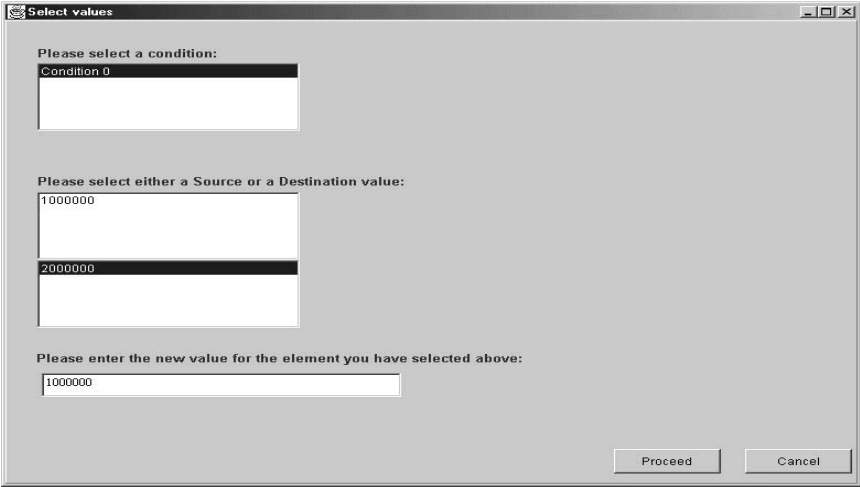 Select values
Please select a condition:
Condition 0
Please select either a Source or a Destination value:
1000000
2000000
Please enter the new value for the element you have selected above:
1000000
Proceed Cancel